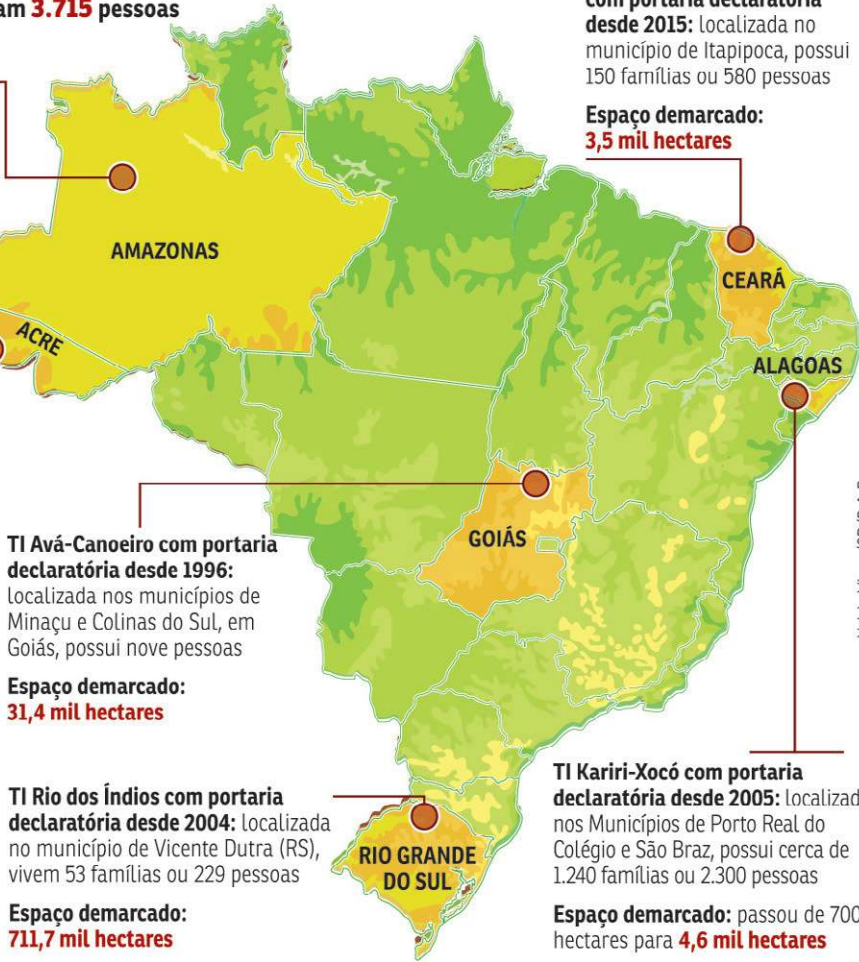 am 3.715 pessoas
com portaria declaratória
desde 2015: localizada no
município de Itapipoca, possui
150 famílias ou 580 pessoas
Espaço demarcado:
3,5 mil hectares
AMAZONAS
ACRE
CEARÁ
ALAGOAS
GOIÁS
RIO GRANDE
DO SUL
TI Avá-Canoeiro com portaria
declaratória desde 1996:
localizada nos municípios de
Minaçu e Colinas do Sul, em
Goiás, possui nove pessoas
Espaço demarcado:
31,4 mil hectares
TI Rio dos Índios com portaria
declaratória desde 2004: localizada
no município de Vicente Dutra (RS),
vivem 53 famílias ou 229 pessoas
Espaço demarcado:
711,7 mil hectares
TI Kariri-Xocó com portaria
declaratória desde 2005: localizad
nos Municípios de Porto Real do
Colégio e São Braz, possui cerca de
1.240 famílias ou 2.300 pessoas
Espaço demarcado: passou de 700
hectares para 4,6 mil hectares